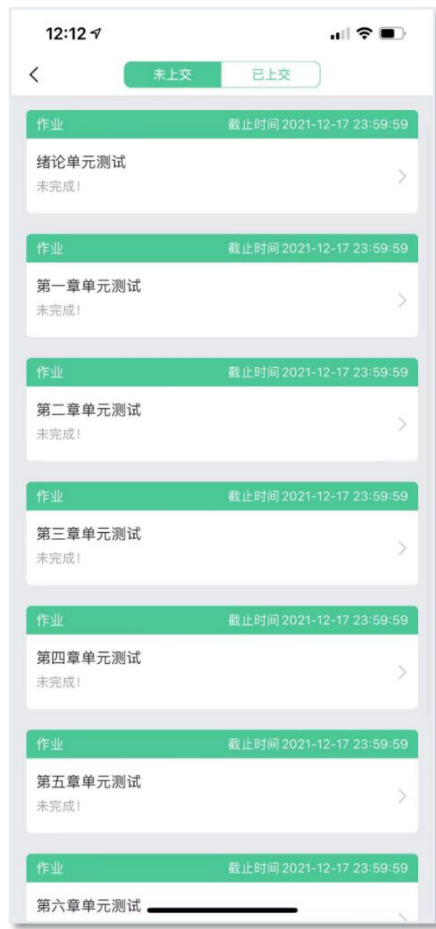 12:12
未上交 已上交
作业 截止时间 2021-12-17 23:59:59
绪论单元测试
未完成！
作业 截止时间 2021-12-17 23:59:59
第一章单元测试
未完成！
作业 截止时间 2021-12-17 23:59:59
第二章单元测试
未完成！
作业 截止时间 2021-12-17 23:59:59
第三章单元测试
未完成！
作业 截止时间 2021-12-17 23:59:59
第四章单元测试
未完成！
作业 截止时间 2021-12-17 23:59:59
第五章单元测试
未完成！
作业 截止时间 2021-12-17 23:59:59
第六章单元测试